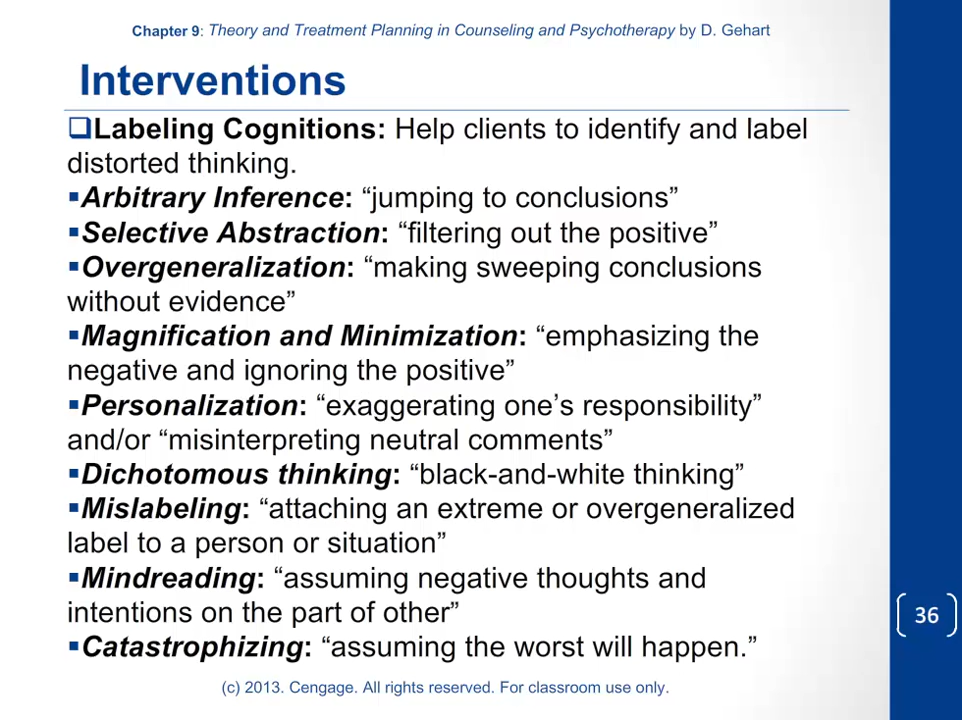 Chapter 9: Theory and Treatment Planning in Counseling and Psychotherapy by D. Gehart
Interventions
❑Labeling Cognitions: Help clients to identify and label
distorted thinking.
▪Arbitrary Inference: “jumping to conclusions”
▪Selective Abstraction: “filtering out the positive”
▪Overgeneralization: “making sweeping conclusions
without evidence”
▪Magnification and Minimization: “emphasizing the
negative and ignoring the positive”
▪Personalization: “exaggerating one’s responsibility”
and/or “misinterpreting neutral comments”
▪Dichotomous thinking: “black-and-white thinking”
▪Mislabeling: “attaching an extreme or overgeneralized
label to a person or situation”
▪Mindreading: “assuming negative thoughts and
intentions on the part of other”
▪Catastrophizing: “assuming the worst will happen.”
36
(c) 2013. Cengage. All rights reserved. For classroom use only.